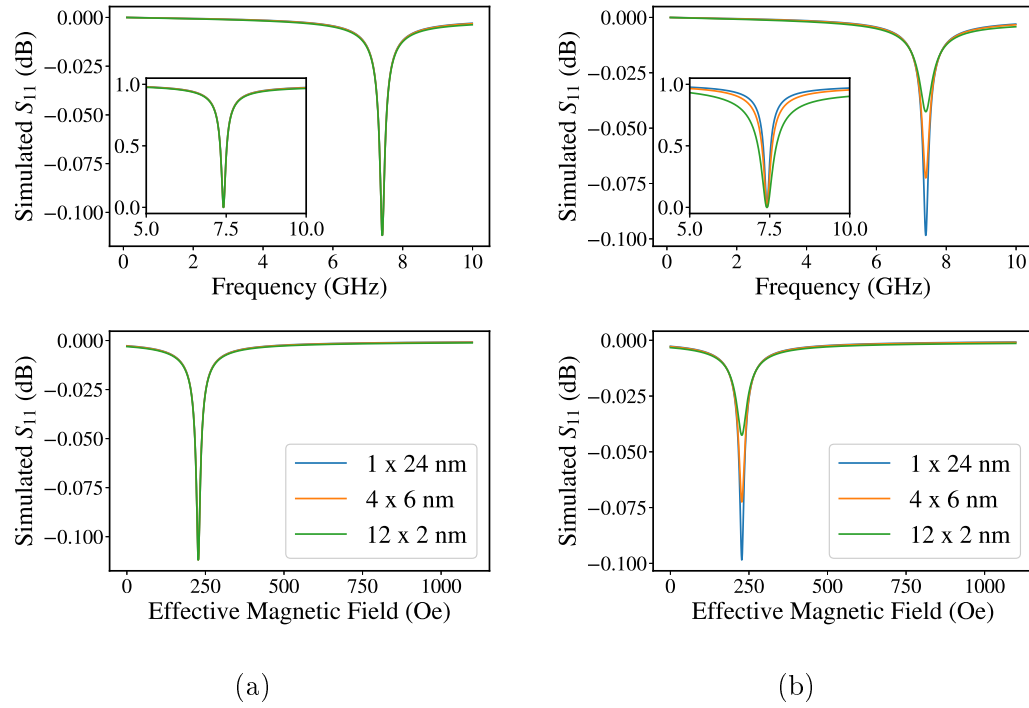 0.000
−0.025
−0.050
−0.075
−0.100
Simulated S11 (dB)
1.0
0.5
0.0
5.0 7.5 10.0
0 2 4 6 8 10
Frequency (GHz)
0.000
−0.025
−0.050
−0.075
−0.100
Simulated S11 (dB)
1.0
0.5
0.0
5.0 7.5 10.0
0 2 4 6 8 10
Frequency (GHz)
0.000
−0.025
−0.050
−0.075
−0.100
Simulated S11 (dB)
1 x 24 nm
4 x 6 nm
12 x 2 nm
0 250 500 750 1000
Effective Magnetic Field (Oe)
0.000
−0.025
−0.050
−0.075
−0.100
Simulated S11 (dB)
1 x 24 nm
4 x 6 nm
12 x 2 nm
0 250 500 750 1000
Effective Magnetic Field (Oe)
(a) (b)